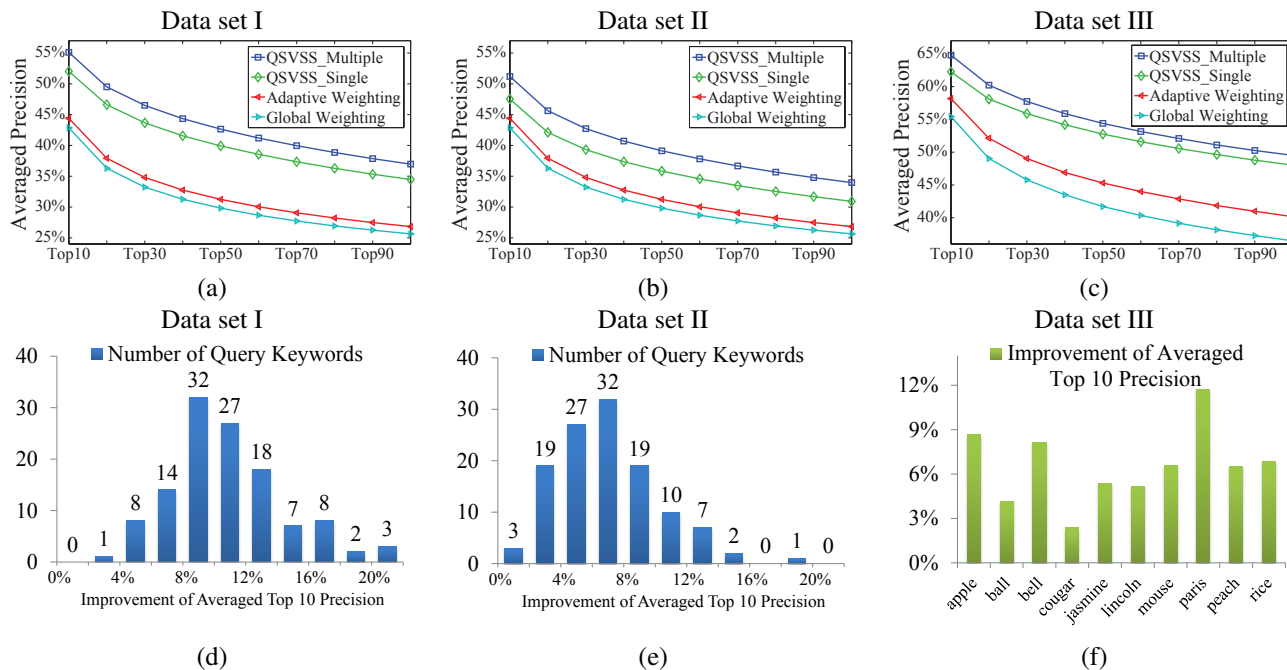 Data set I
Averaged Precision
55%
50%
45%
40%
35%
30%
25%
QSVSS_Multiple
QSVSS_Single
Adaptive Weighting
Global Weighting
Top10 Top30 Top50 Top70 Top90
(a)
Data set II
Averaged Precision
55%
50%
45%
40%
35%
30%
25%
QSVSS_Multiple
QSVSS_Single
Adaptive Weighting
Global Weighting
Top10 Top30 Top50 Top70 Top90
(b)
Data set III
Averaged Precision
65%
60%
55%
50%
45%
40%
QSVSS_Multiple
QSVSS_Single
Adaptive Weighting
Global Weighting
Top10 Top30 Top50 Top70 Top90
(c)
Data set I
Number of Query Keywords
40
30
20
10
0
0 1 8 14 32 27 18 7 8 2 3
0% 4% 8% 12% 16% 20%
Improvement of Averaged Top 10 Precision
(d)
Data set II
Number of Query Keywords
40
30
20
10
0
3 19 27 32 19 10 7 2 0 1 0
0% 4% 8% 12% 16% 20%
Improvement of Averaged Top 10 Precision
(e)
Data set III
Improvement of Averaged
Top 10 Precision
12%
9%
6%
3%
0%
apple ball bell cougar jasmine lincoln mouse paris peach rice
(f)